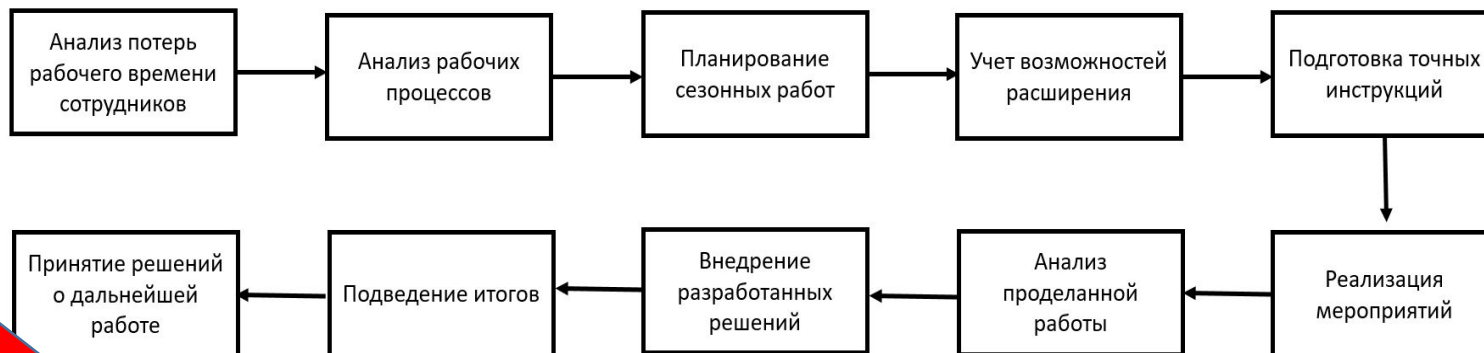 Анализ потерь
рабочего времени
сотрудников
Анализ рабочих
процессов
Планирование
сезонных работ
Учет возможностей
расширения
Подготовка точных
инструкций
Реализация
мероприятий
Анализ
проделанной
работы
Внедрение
разработанных
решений
Подведение итогов
Принятие решений
о дальнейшей
работе